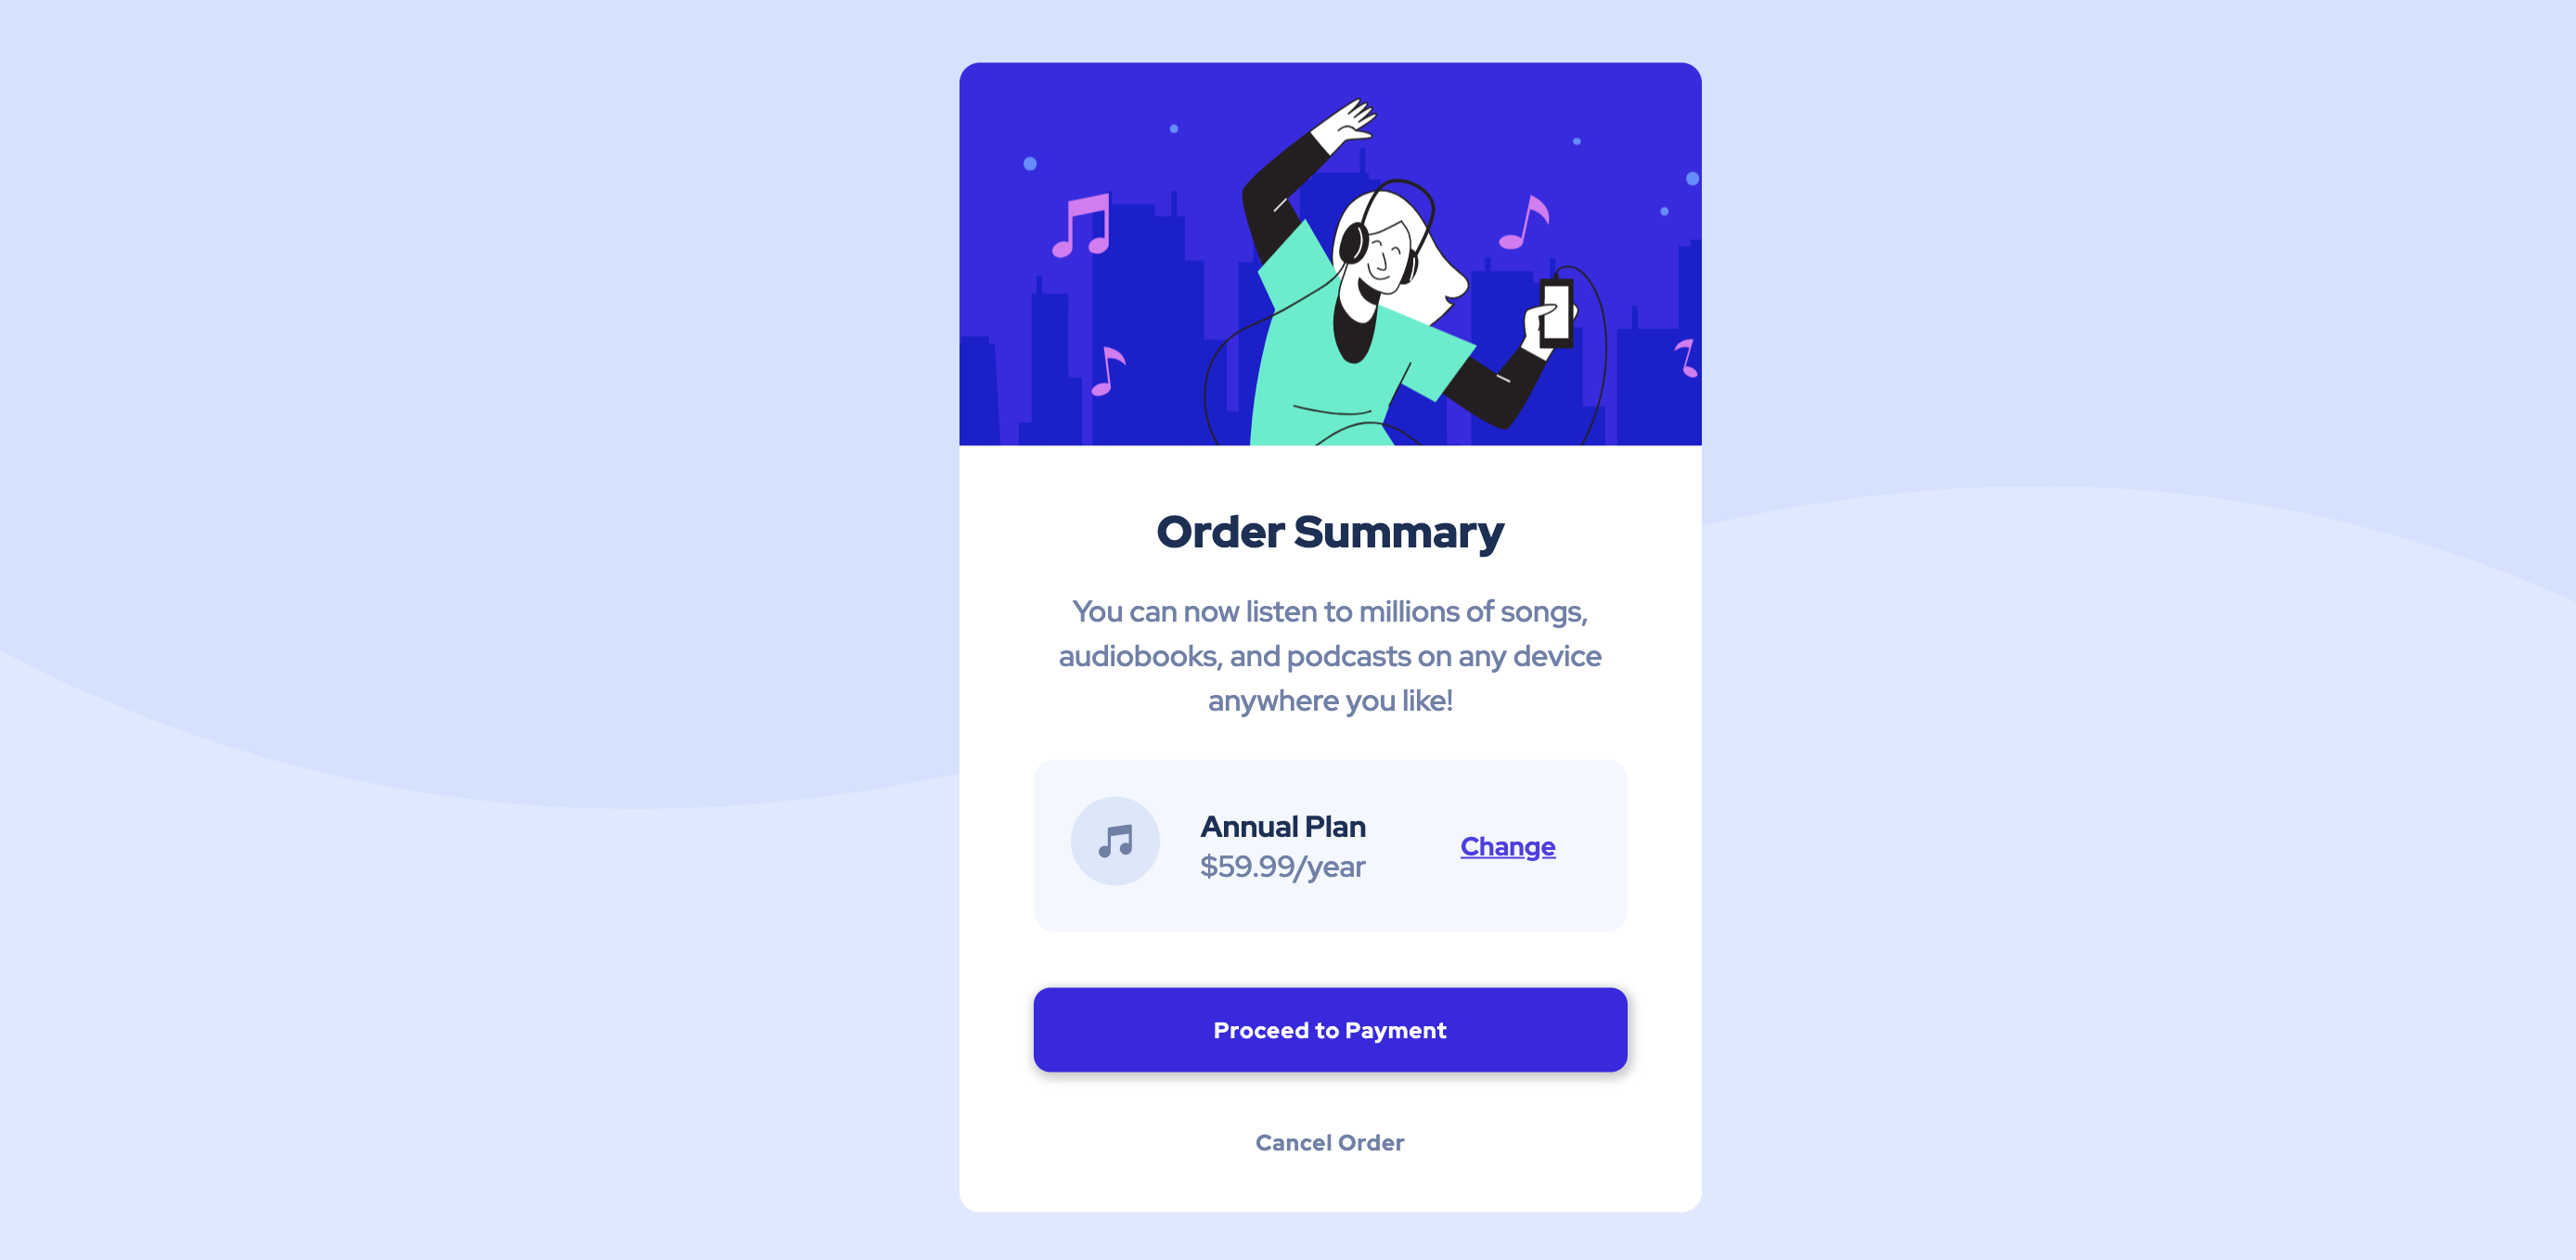 Order Summary
You can now listen to millions of songs,
audiobooks, and podcasts on any device
anywhere you like!
Annual Plan
$59.99/year
Change
Proceed to Payment
Cancel Order